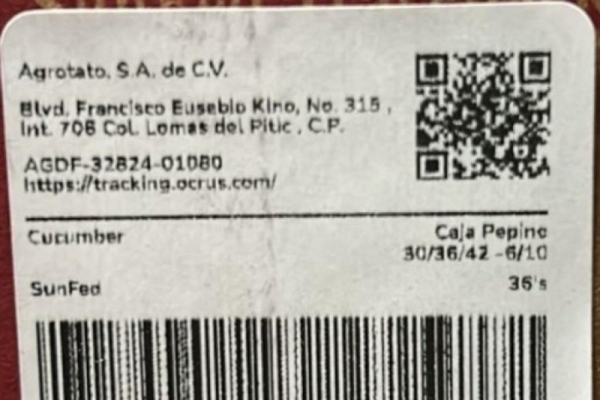 Agrotato, S.A. de C.V.
Blvd. Francisco Eusebio Kino, No. 315 ,
Int. 706 Col. Lomas del Pitic , C.P.
AGDF-32824-01080
https://tracking.ocrus.com/
Cucumber
Caja Pepino
30/36/42 -6/10
SunFed
36's